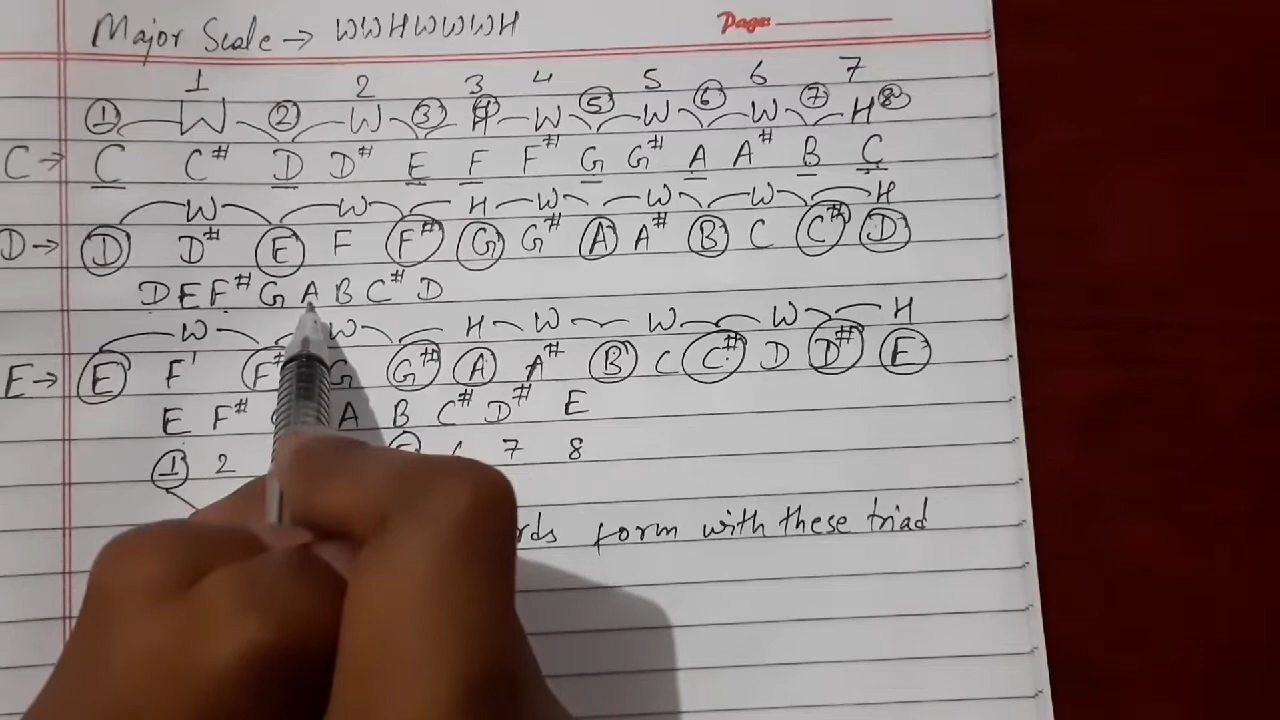 Major Scale → WWHWWWH
Page:
1 2 3 4 5 6 7
① W ② W ③ H ④ W ⑤ W ⑥ W ⑦ H ⑧
C → C C# D D# E F F# G G# A A# B C
W W H W W W H
D → D D# E F F# G G# A A# B C C# D
D E F# G A B C# D
W W H W W W H
E → E F F# G G# A A# B C C# D D# E
E F# A B C# D# E
① 2 7 8
form with these triad